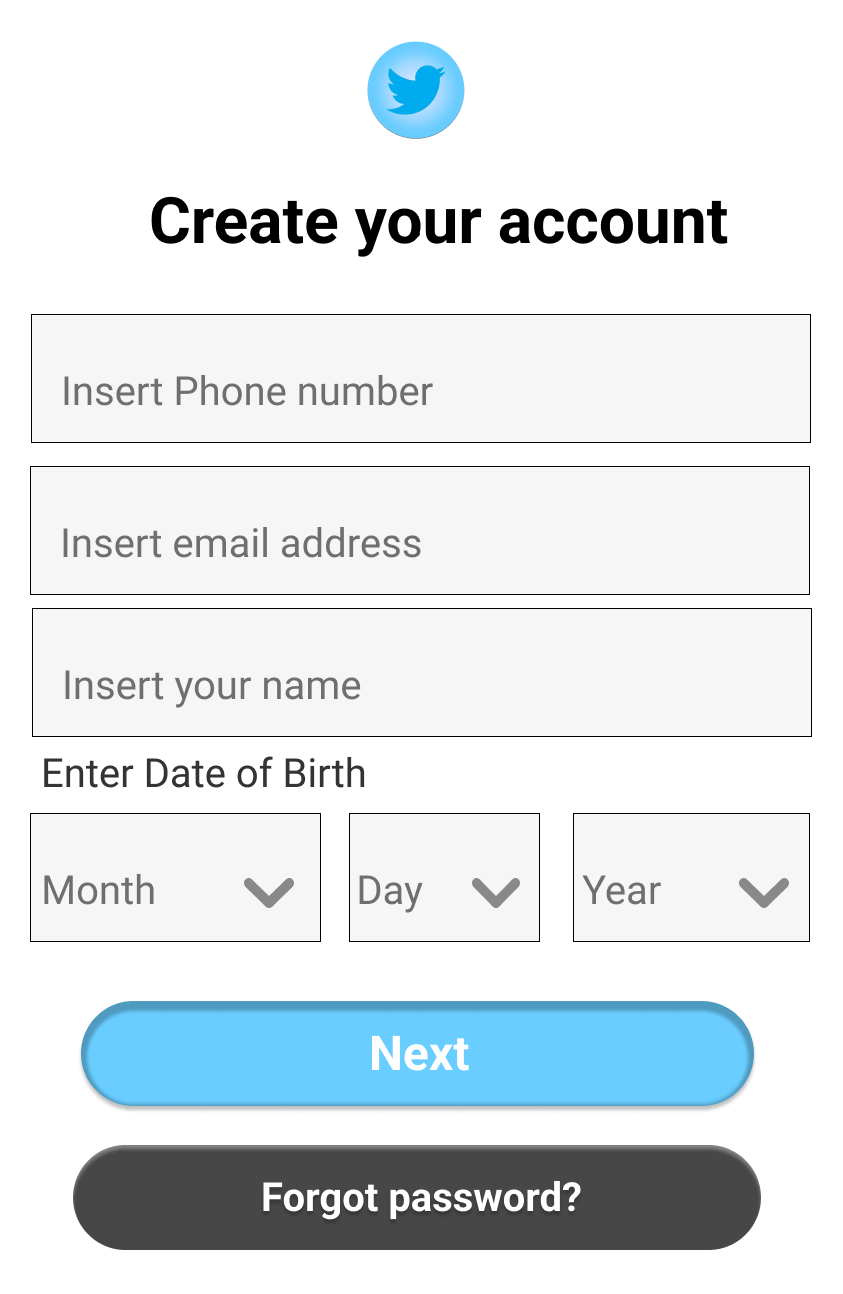 Create your account
Insert Phone number
Insert email address
Insert your name
Enter Date of Birth
Month Day Year
Next
Forgot password?